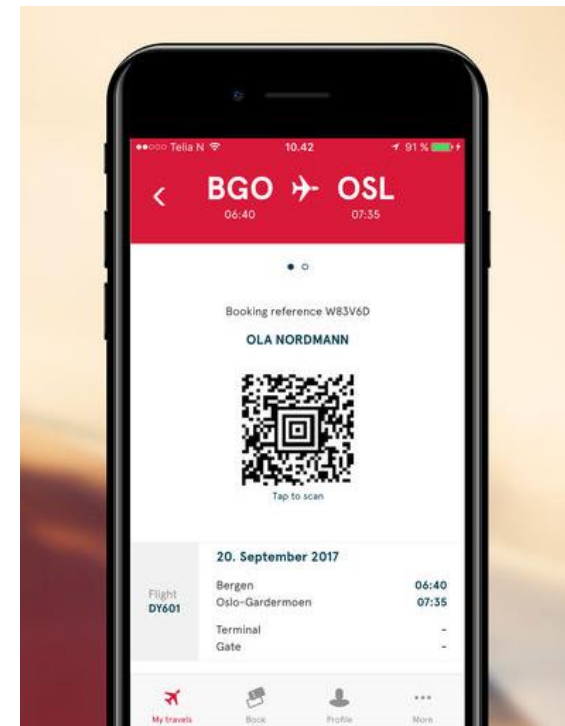 Telia N 10.42 91 %
BGO OSL
06:40 07:35
Booking reference W83V6D
OLA NORDMANN
Tap to scan
20. September 2017
Flight
DY601
Bergen 06:40
Oslo-Gardermoen 07:35
Terminal -
Gate -
My travels Book Profile More